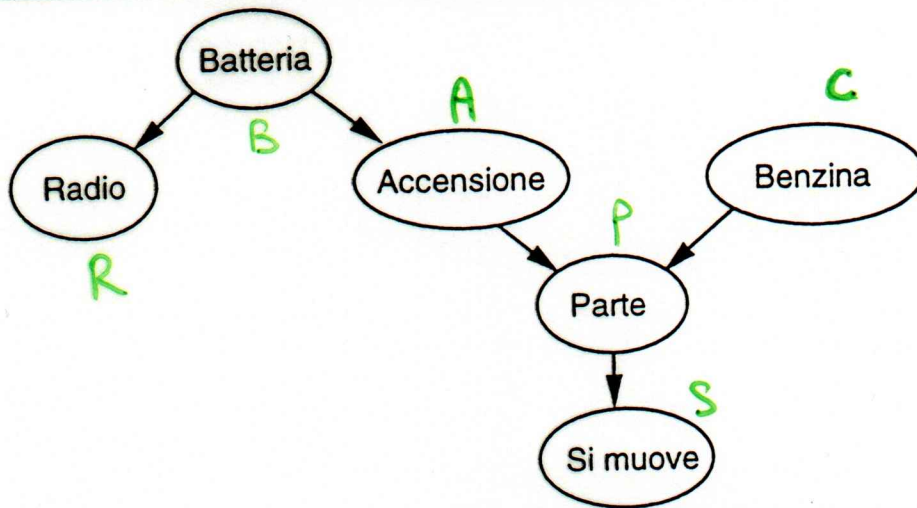 Batteria
B
A
C
Radio
Accensione
Benzina
R
P
Parte
S
Si muove